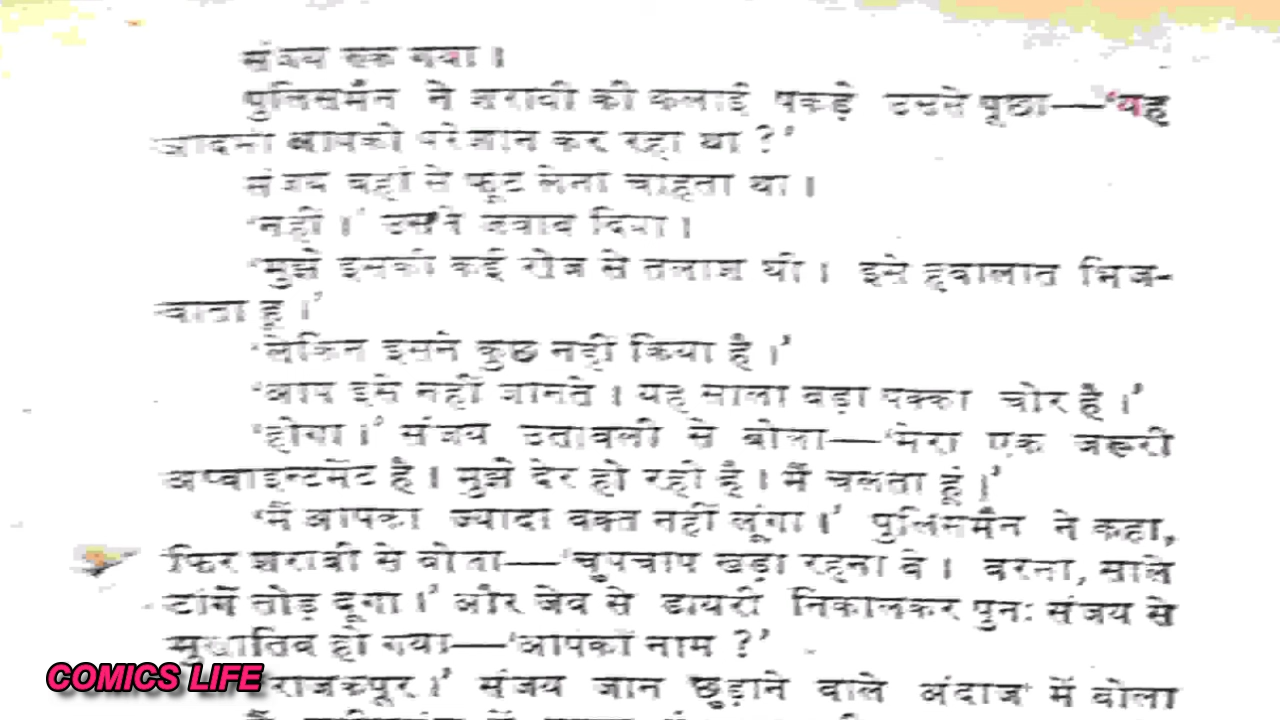 संजय रुक गया ।
पुलिसमैन ने शराबी की कलाई पकड़े उससे पूछा—‘यह
आदमी आपको परेशान कर रहा था ?’
संजय वहां से फूट लेना चाहता था ।
‘नहीं ।’ उसने जवाब दिया ।
‘मुझे इसकी कई रोज से तलाश थी । इसे हवालात भिज-
वाता हूं ।’
‘लेकिन इसने कुछ नहीं किया है ।’
‘आप इसे नहीं जानते । यह साला बड़ा पक्का चोर है ।’
‘होगा ।’ संजय उतावली से बोला—‘मेरा एक जरूरी
अप्वाइन्टमेंट है । मुझे देर हो रही है । मैं चलता हूं ।’
‘मैं आपका ज्यादा वक्त नहीं लूंगा ।’ पुलिसमैन ने कहा,
फिर शराबी से बोला—‘चुपचाप खड़ा रहना बे । वरना, साले
टांगें तोड़ दूंगा ।’ और जेब से डायरी निकालकर पुनः संजय से
मुखातिब हो गया—‘आपका नाम ?’
राजकपूर ।’ संजय जान छुड़ाने वाले अंदाज में बोला
COMICS LIFE